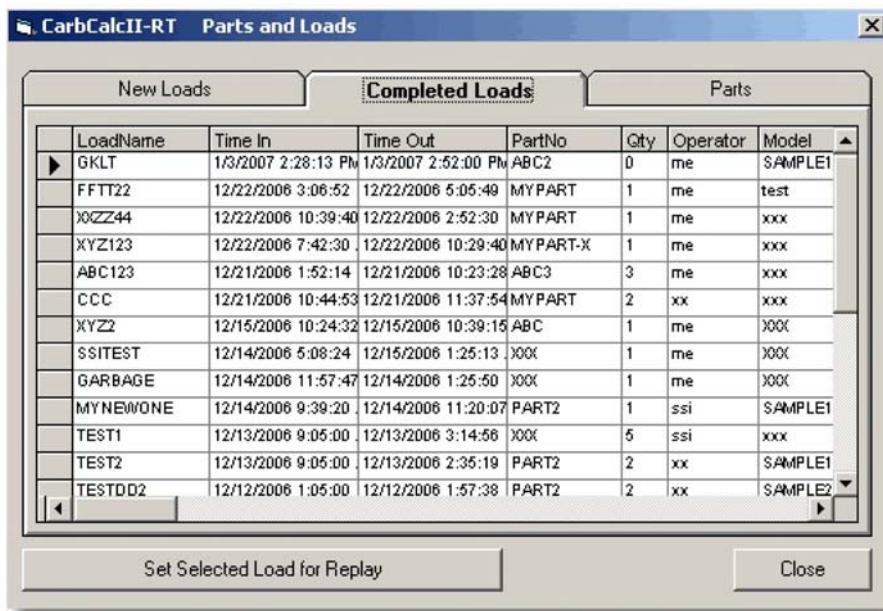 CarbCalcII-RT Parts and Loads
New Loads Completed Loads Parts
LoadName Time In Time Out PartNo Qty Operator Model
GKLT 1/3/2007 2:28:13 PM 1/3/2007 2:52:00 PM ABC2 0 me SAMPLE1
FFTT22 12/22/2006 3:06:52 12/22/2006 5:05:49 MYPART 1 me test
XXZZ44 12/22/2006 10:39:40 12/22/2006 2:52:30 MYPART 1 me xxx
XYZ123 12/22/2006 7:42:30 12/22/2006 10:29:40 MYPART-X 1 me xxx
ABC123 12/21/2006 1:52:14 12/21/2006 10:23:28 ABC3 3 me xxx
CCC 12/21/2006 10:44:53 12/21/2006 11:37:54 MYPART 2 xx xxx
XYZ2 12/15/2006 10:24:32 12/15/2006 10:39:15 ABC 1 me XXX
SSITEST 12/14/2006 5:08:24 12/15/2006 1:25:13 XXX 1 me XXX
GARBAGE 12/14/2006 11:57:47 12/14/2006 1:25:50 XXX 1 me XXX
MYNEWONE 12/14/2006 9:39:20 12/14/2006 11:20:07 PART2 1 ssi SAMPLE1
TEST1 12/13/2006 9:05:00 12/13/2006 3:14:56 XXX 5 ssi xxx
TEST2 12/13/2006 9:05:00 12/13/2006 2:35:19 PART2 2 xx SAMPLE1
TESTDD2 12/12/2006 1:05:00 12/12/2006 1:57:38 PART2 2 xx SAMPLE2
Set Selected Load for Replay Close